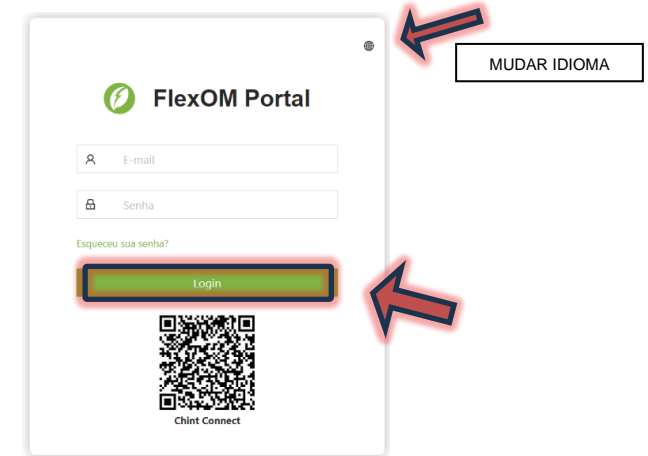 MUDAR IDIOMA
FlexOM Portal
E-mail
Senha
Esqueceu sua senha?
Login
Chint Connect